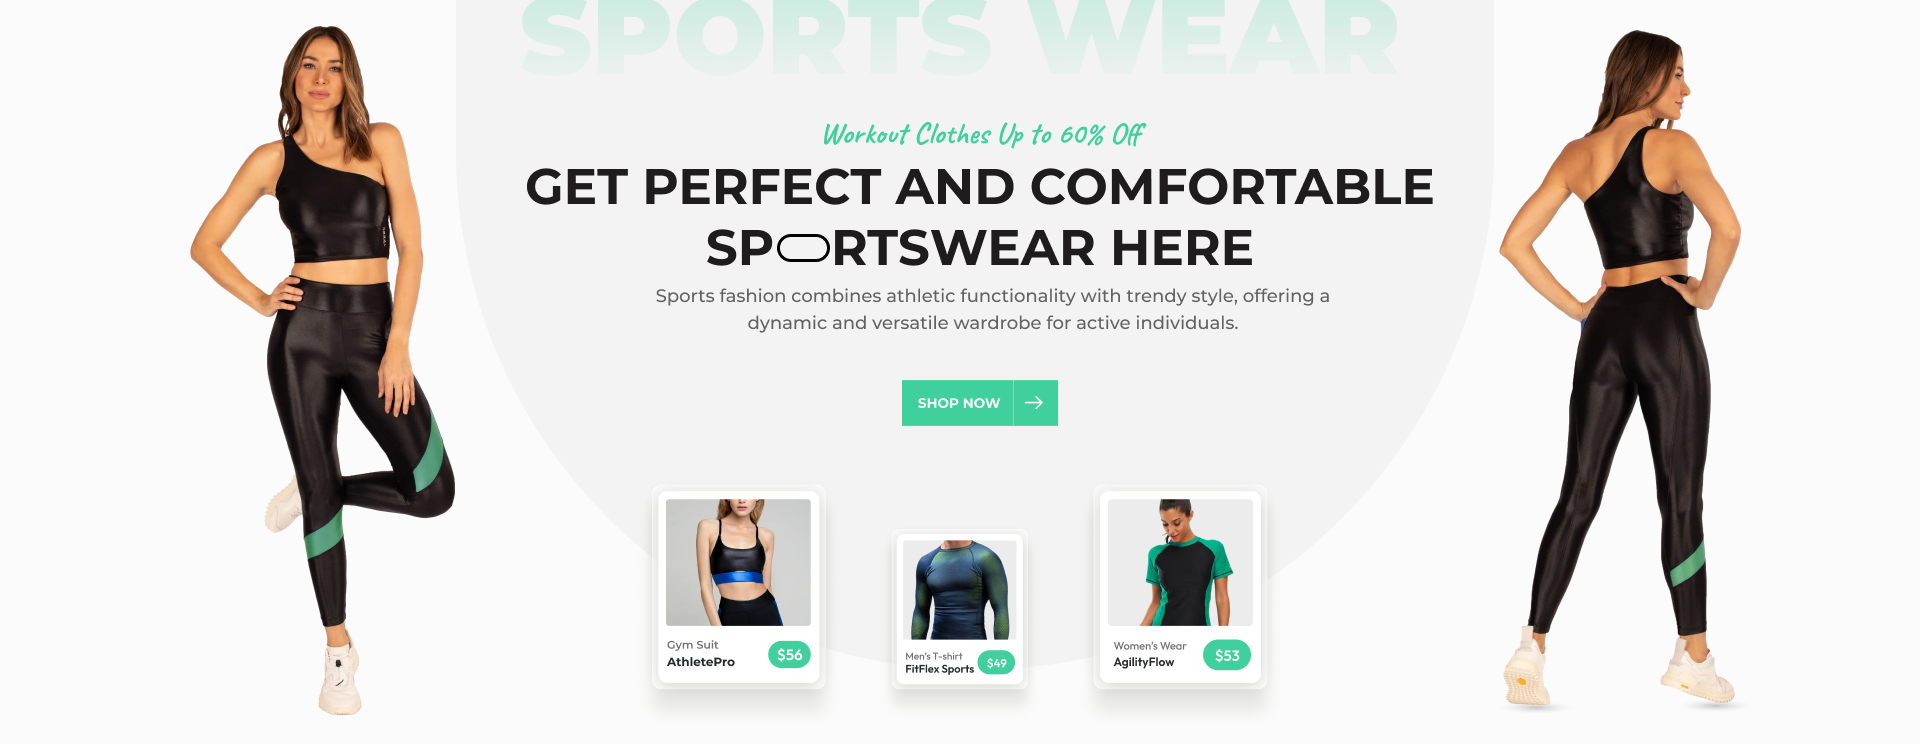 SPORTS WEAR
Workout Clothes Up to 60% Off
GET PERFECT AND COMFORTABLE
SPORTSWEAR HERE
Sports fashion combines athletic functionality with trendy style, offering a
dynamic and versatile wardrobe for active individuals.
SHOP NOW
Gym Suit
AthletePro
$56
Men's T-shirt
FitFlex Sports
$49
Women's Wear
AgilityFlow
$53